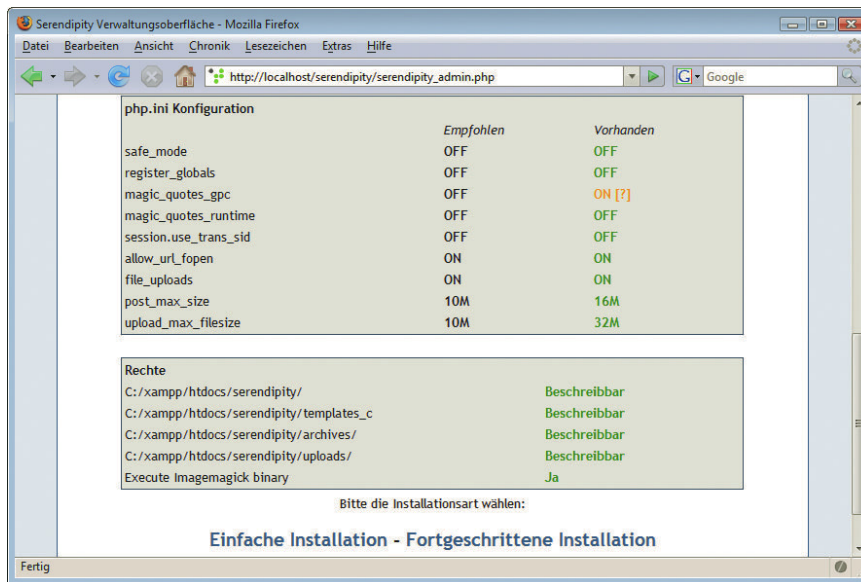 Serendipity Verwaltungsoberfläche - Mozilla Firefox
Datei Bearbeiten Ansicht Chronik Lesezeichen Extras Hilfe
http://localhost/serendipity/serendipity_admin.php G Google
php.ini Konfiguration
Empfohlen Vorhanden
safe_mode OFF OFF
register_globals OFF OFF
magic_quotes_gpc OFF ON [?]
magic_quotes_runtime OFF OFF
session.use_trans_sid OFF OFF
allow_url_fopen ON ON
file_uploads ON ON
post_max_size 10M 16M
upload_max_filesize 10M 32M
Rechte
C:/xampp/htdocs/serendipity/ Beschreibbar
C:/xampp/htdocs/serendipity/templates_c Beschreibbar
C:/xampp/htdocs/serendipity/archives/ Beschreibbar
C:/xampp/htdocs/serendipity/uploads/ Beschreibbar
Execute Imagemagick binary Ja
Bitte die Installationsart wählen:
Einfache Installation - Fortgeschrittene Installation
Fertig